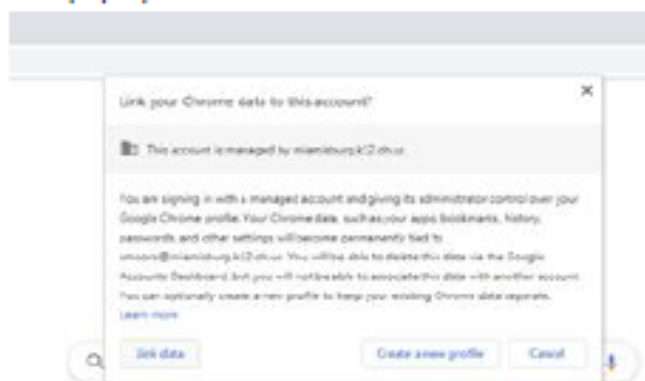 Link your Chrome data to this account?
This account is managed by miamisburg.k12.oh.us
You are signing in with a managed account and giving its administrator control over your
Google Chrome profile. Your Chrome data, such as your apps, bookmarks, history,
passwords, and other settings will become permanently tied to
@miamisburg.k12.oh.us. You will be able to delete this data via the Google
Accounts Dashboard, but you will not be able to associate this data with another account.
You can optionally create a new profile to keep your existing Chrome data separate.
Learn more
Link data
Create a new profile
Cancel